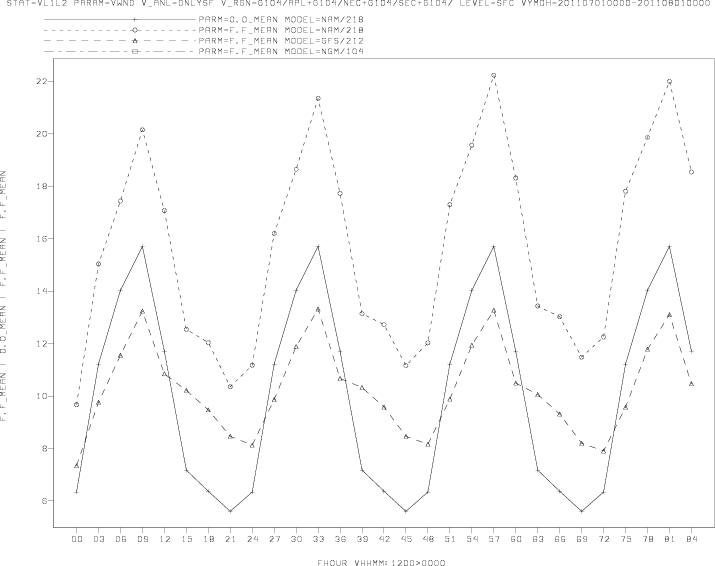 STAT=VL1L2 PARAM=VWND V_ANL=ONLYSF V_RGN=G104/APL+G104/NEC+G104/SEC+G104/ LEVEL=SFC VYMDH=201107010000-201108010000
PARM=O.O_MEAN MODEL=NAM/218
PARM=F.F_MEAN MODEL=NAM/218
PARM=F.F_MEAN MODEL=GFS/212
PARM=F.F_MEAN MODEL=NGM/104
F.F_MEAN | O.O_MEAN | F.F_MEAN
22
20
18
16
14
12
10
8
6
00 03 06 09 12 15 18 21 24 27 30 33 36 39 42 45 48 51 54 57 60 63 66 69 72 75 78 81 84
FHOUR VHHMM: 1200>0000